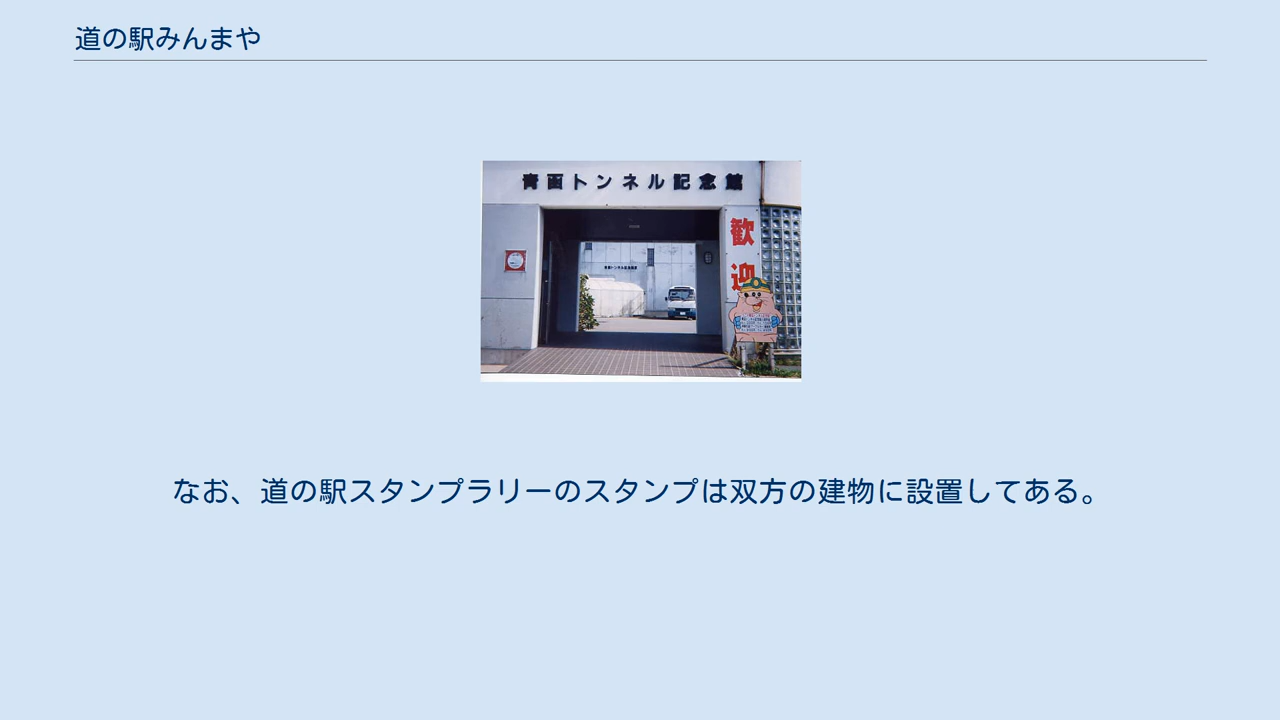 道の駅みんまや
青函トンネル記念館
歓迎
なお、道の駅スタンプラリーのスタンプは双方の建物に設置してある。